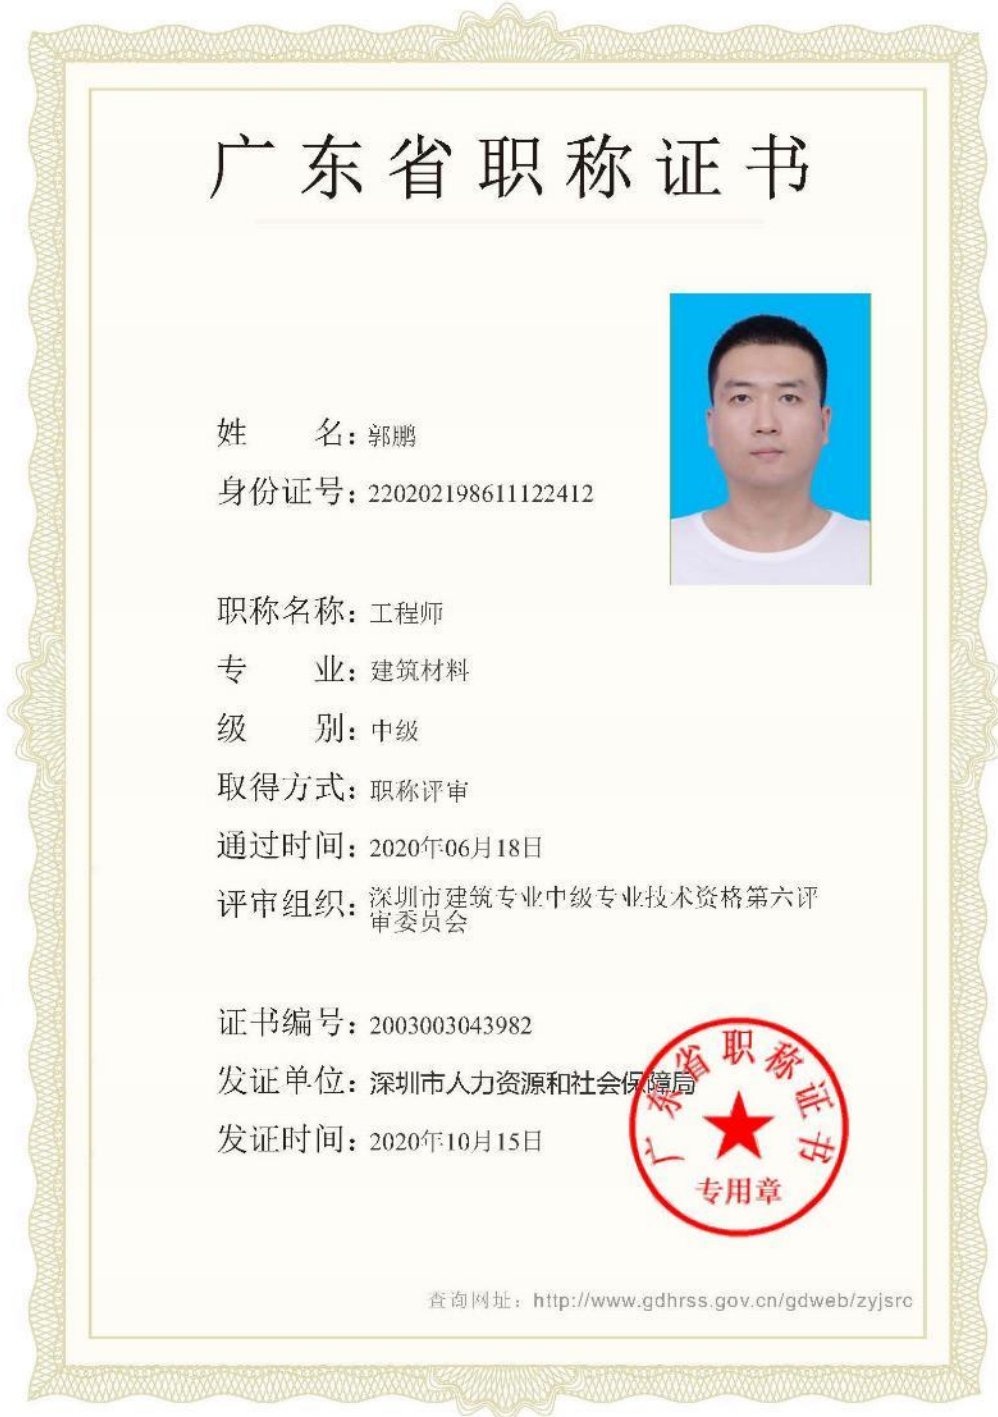 广东省职称证书
姓 名：郭鹏
身份证号：220202198611122412
职称名称：工程师
专 业：建筑材料
级 别：中级
取得方式：职称评审
通过时间：2020年06月18日
评审组织：深圳市建筑专业中级专业技术资格第六评
审委员会
证书编号：2003003043982
发证单位：深圳市人力资源和社会保障局
发证时间：2020年10月15日
广东省职称证书
专用章
查询网址：http://www.gdhrss.gov.cn/gdweb/zyjsrc